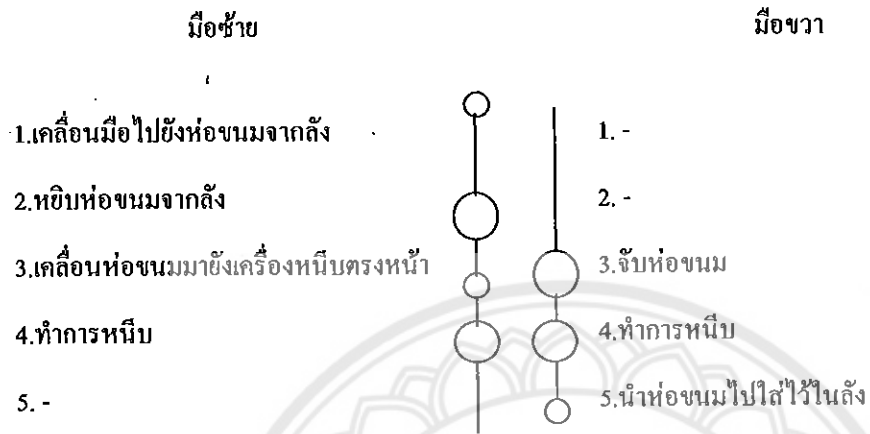 มือซ้าย มือขวา
1.เคลื่อนมือไปยังห่อขนมจากลัง 1. -
2.หยิบห่อขนมจากลัง 2. -
3.เคลื่อนห่อขนมมายังเครื่องหนีบตรงหน้า 3.จับห่อขนม
4.ทำการหนีบ 4.ทำการหนีบ
5. - 5.นำห่อขนมไปใส่ไว้ในลัง